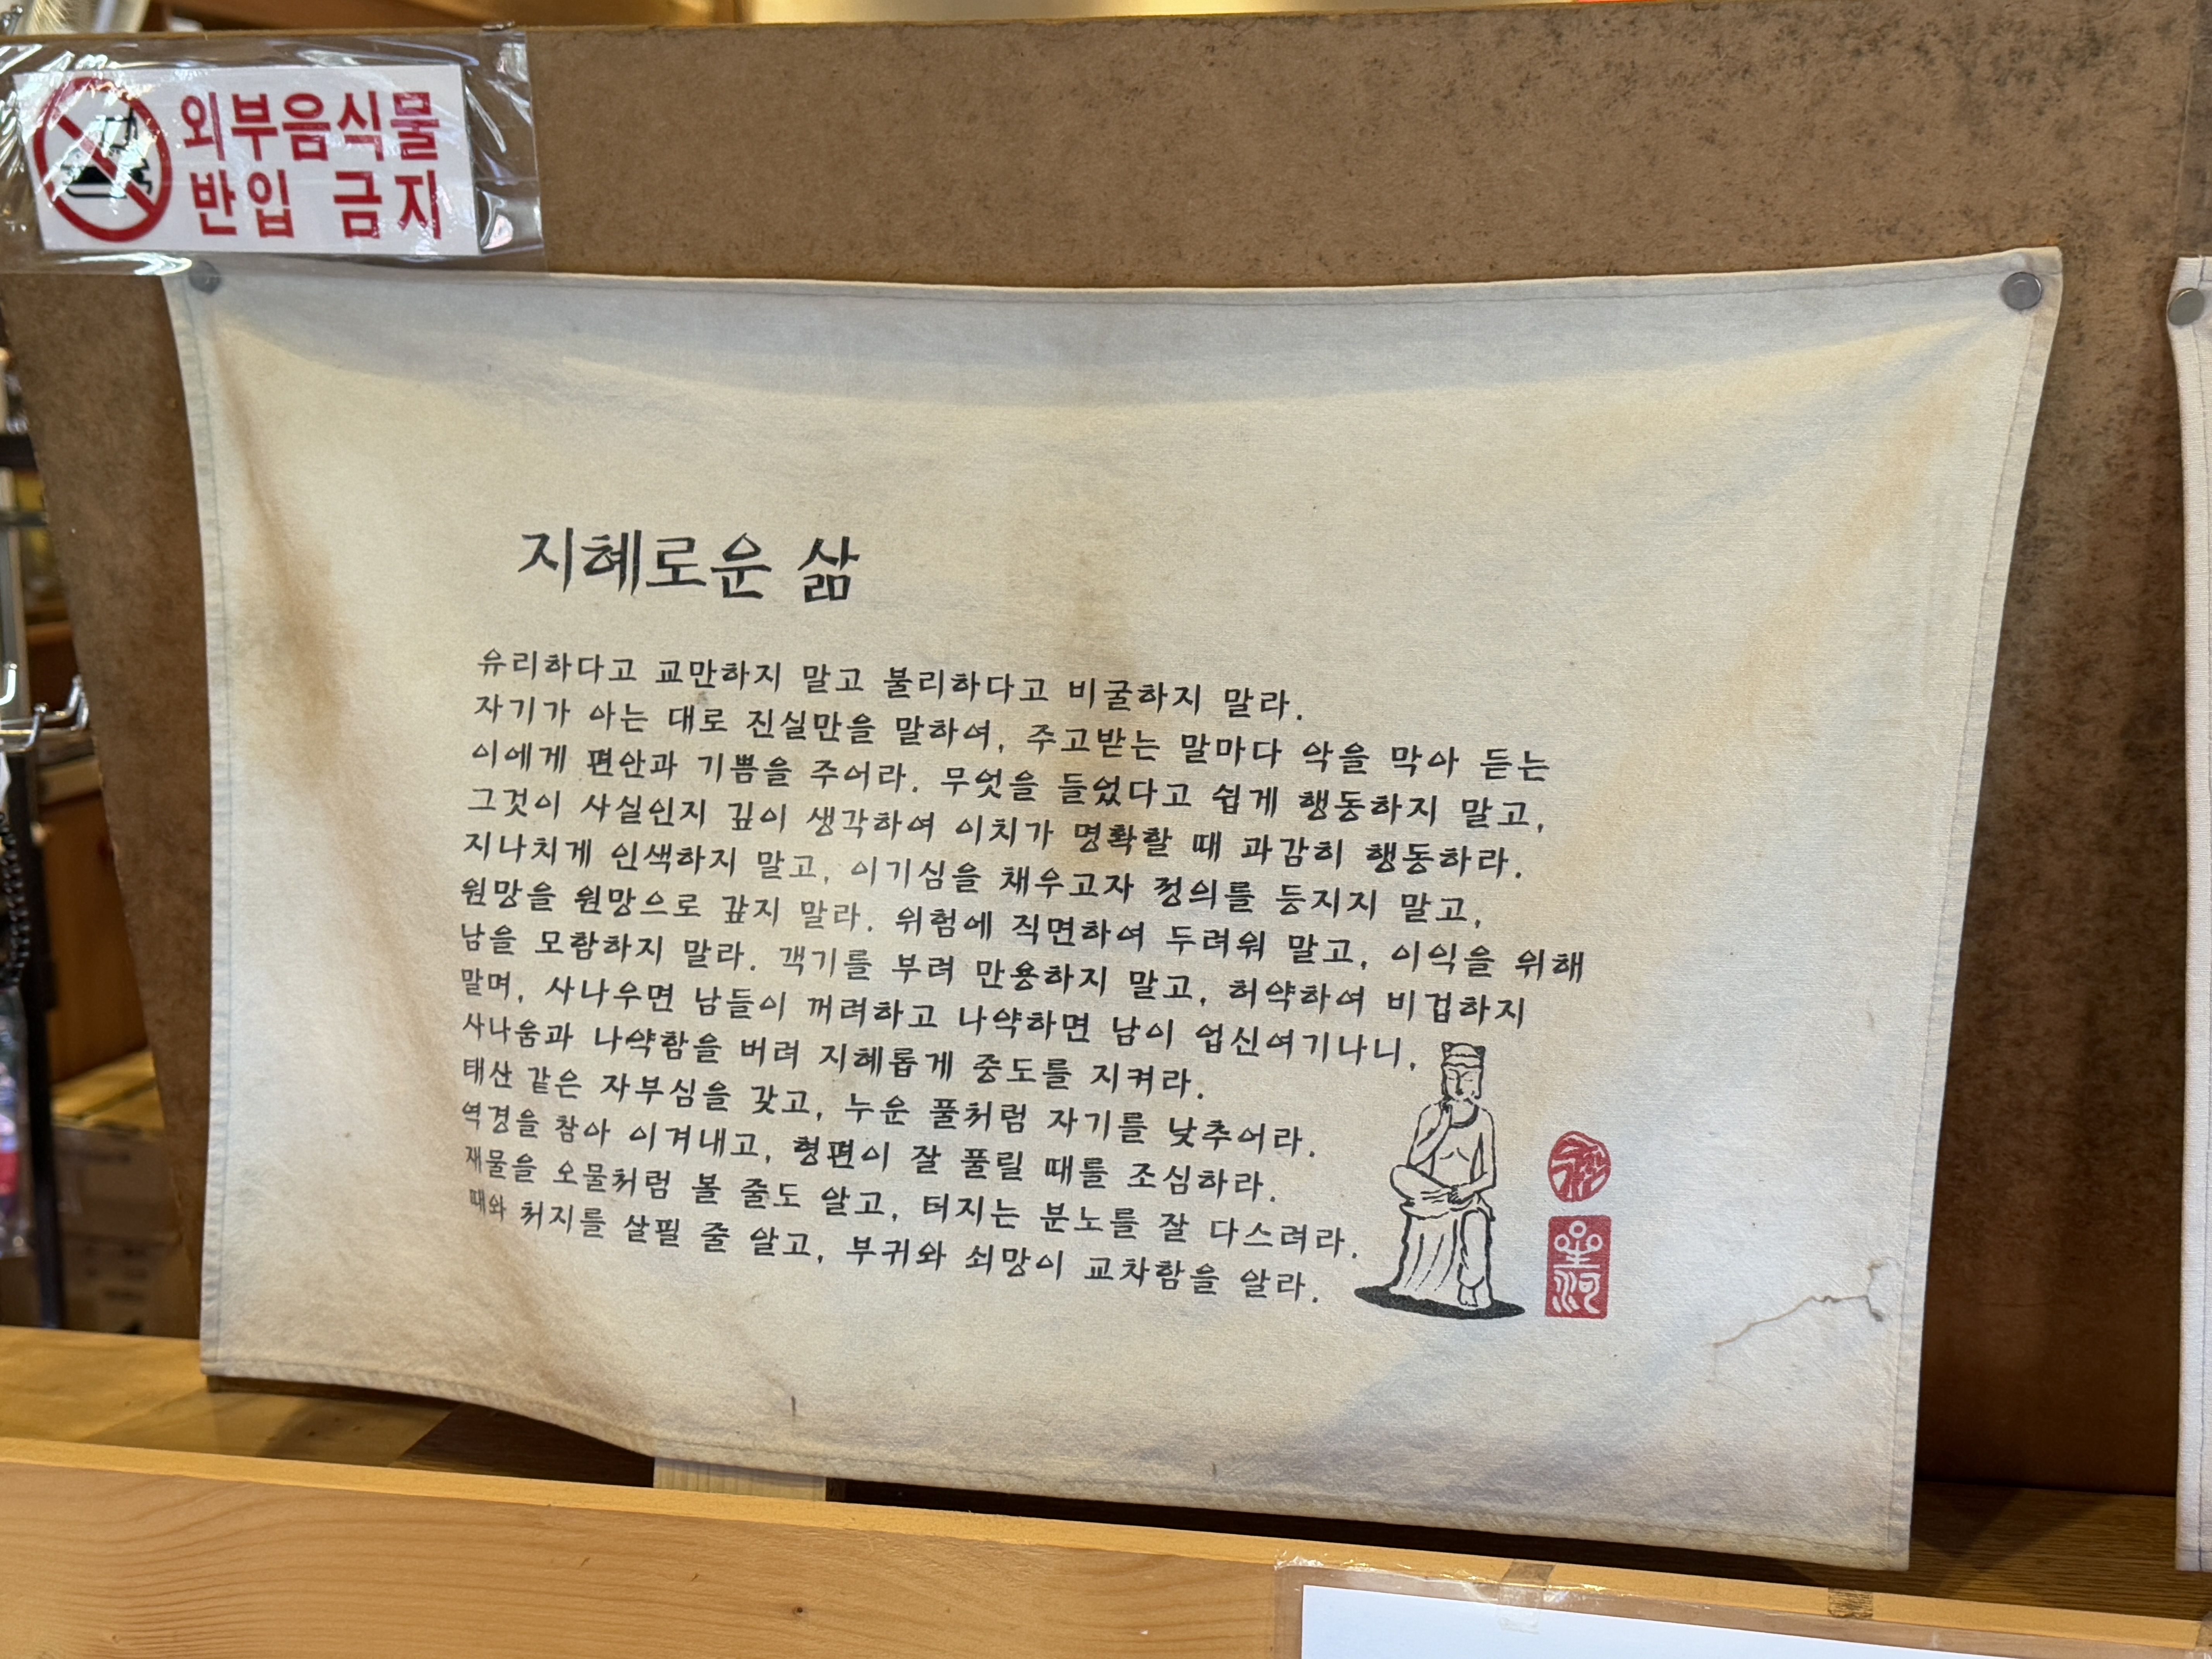 외부음식물
반입 금지
지혜로운 삶
유리하다고 교만하지 말고 불리하다고 비굴하지 말라.
자기가 아는 대로 진실만을 말하여, 주고받는 말마다 악을 막아 듣는
이에게 편안과 기쁨을 주어라. 무엇을 들었다고 쉽게 행동하지 말고,
그것이 사실인지 깊이 생각하여 이치가 명확할 때 과감히 행동하라.
지나치게 인색하지 말고, 이기심을 채우고자 정의를 등지지 말고,
원망을 원망으로 갚지 말라. 위험에 직면하여 두려워 말고, 이익을 위해
남을 모함하지 말라. 객기를 부려 만용하지 말고, 허약하여 비겁하지
말며, 사나우면 남들이 꺼려하고 나약하면 남이 업신여기나니,
사나움과 나약함을 버려 지혜롭게 중도를 지켜라.
태산 같은 자부심을 갖고, 누운 풀처럼 자기를 낮추어라.
역경을 참아 이겨내고, 형편이 잘 풀릴 때를 조심하라.
재물을 오물처럼 볼 줄도 알고, 터지는 분노를 잘 다스려라.
때와 처지를 살필 줄 알고, 부귀와 쇠망이 교차함을 알라.